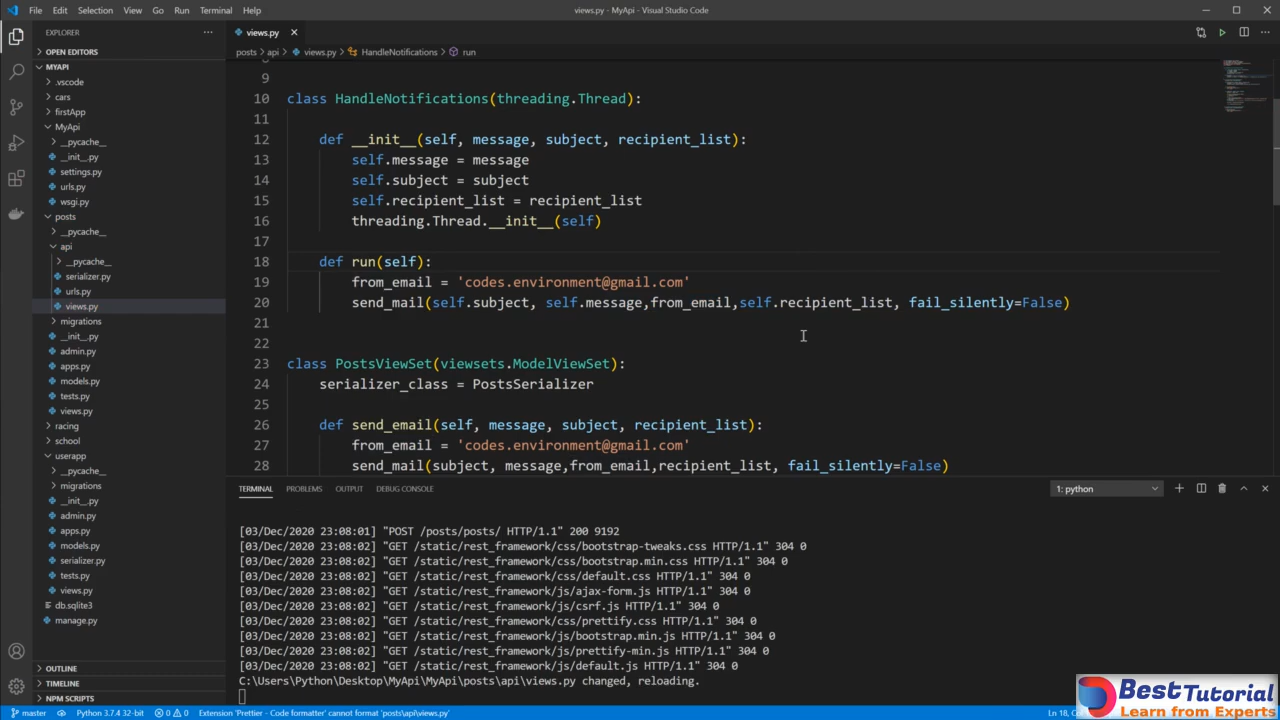 File Edit Selection View Go Run Terminal Help
views.py - MyApi - Visual Studio Code
EXPLORER
OPEN EDITORS
MYAPI
.vscode
cars
firstApp
MyApi
__pycache__
__init__.py
settings.py
urls.py
wsgi.py
posts
__pycache__
api
__pycache__
serializer.py
urls.py
views.py
migrations
__init__.py
admin.py
apps.py
models.py
tests.py
views.py
racing
school
userapp
__pycache__
migrations
__init__.py
admin.py
apps.py
models.py
serializer.py
tests.py
views.py
db.sqlite3
manage.py
OUTLINE
TIMELINE
NPM SCRIPTS
views.py
posts > api > views.py > HandleNotifications > run
9
10 class HandleNotifications(threading.Thread):
11
12 def __init__(self, message, subject, recipient_list):
13 self.message = message
14 self.subject = subject
15 self.recipient_list = recipient_list
16 threading.Thread.__init__(self)
17
18 def run(self):
19 from_email = 'codes.environment@gmail.com'
20 send_mail(self.subject, self.message,from_email,self.recipient_list, fail_silently=False)
21
22
23 class PostsViewSet(viewsets.ModelViewSet):
24 serializer_class = PostsSerializer
25
26 def send_email(self, message, subject, recipient_list):
27 from_email = 'codes.environment@gmail.com'
28 send_mail(subject, message,from_email,recipient_list, fail_silently=False)
TERMINAL PROBLEMS OUTPUT DEBUG CONSOLE
1: python
[03/Dec/2020 23:08:01] "POST /posts/posts/ HTTP/1.1" 200 9192
[03/Dec/2020 23:08:02] "GET /static/rest_framework/css/bootstrap-tweaks.css HTTP/1.1" 304 0
[03/Dec/2020 23:08:02] "GET /static/rest_framework/css/bootstrap.min.css HTTP/1.1" 304 0
[03/Dec/2020 23:08:02] "GET /static/rest_framework/css/default.css HTTP/1.1" 304 0
[03/Dec/2020 23:08:02] "GET /static/rest_framework/js/ajax-form.js HTTP/1.1" 304 0
[03/Dec/2020 23:08:02] "GET /static/rest_framework/js/csrf.js HTTP/1.1" 304 0
[03/Dec/2020 23:08:02] "GET /static/rest_framework/css/prettify.css HTTP/1.1" 304 0
[03/Dec/2020 23:08:02] "GET /static/rest_framework/js/bootstrap.min.js HTTP/1.1" 304 0
[03/Dec/2020 23:08:02] "GET /static/rest_framework/js/prettify-min.js HTTP/1.1" 304 0
[03/Dec/2020 23:08:02] "GET /static/rest_framework/js/default.js HTTP/1.1" 304 0
C:\Users\Python\Desktop\MyApi\MyApi\posts\api\views.py changed, reloading.
BestTutorial
Learn from Experts
master Python 3.7.4 32-bit 0 0 Extension 'Prettier - Code formatter' cannot format 'posts\api\views.py'
Ln 18,